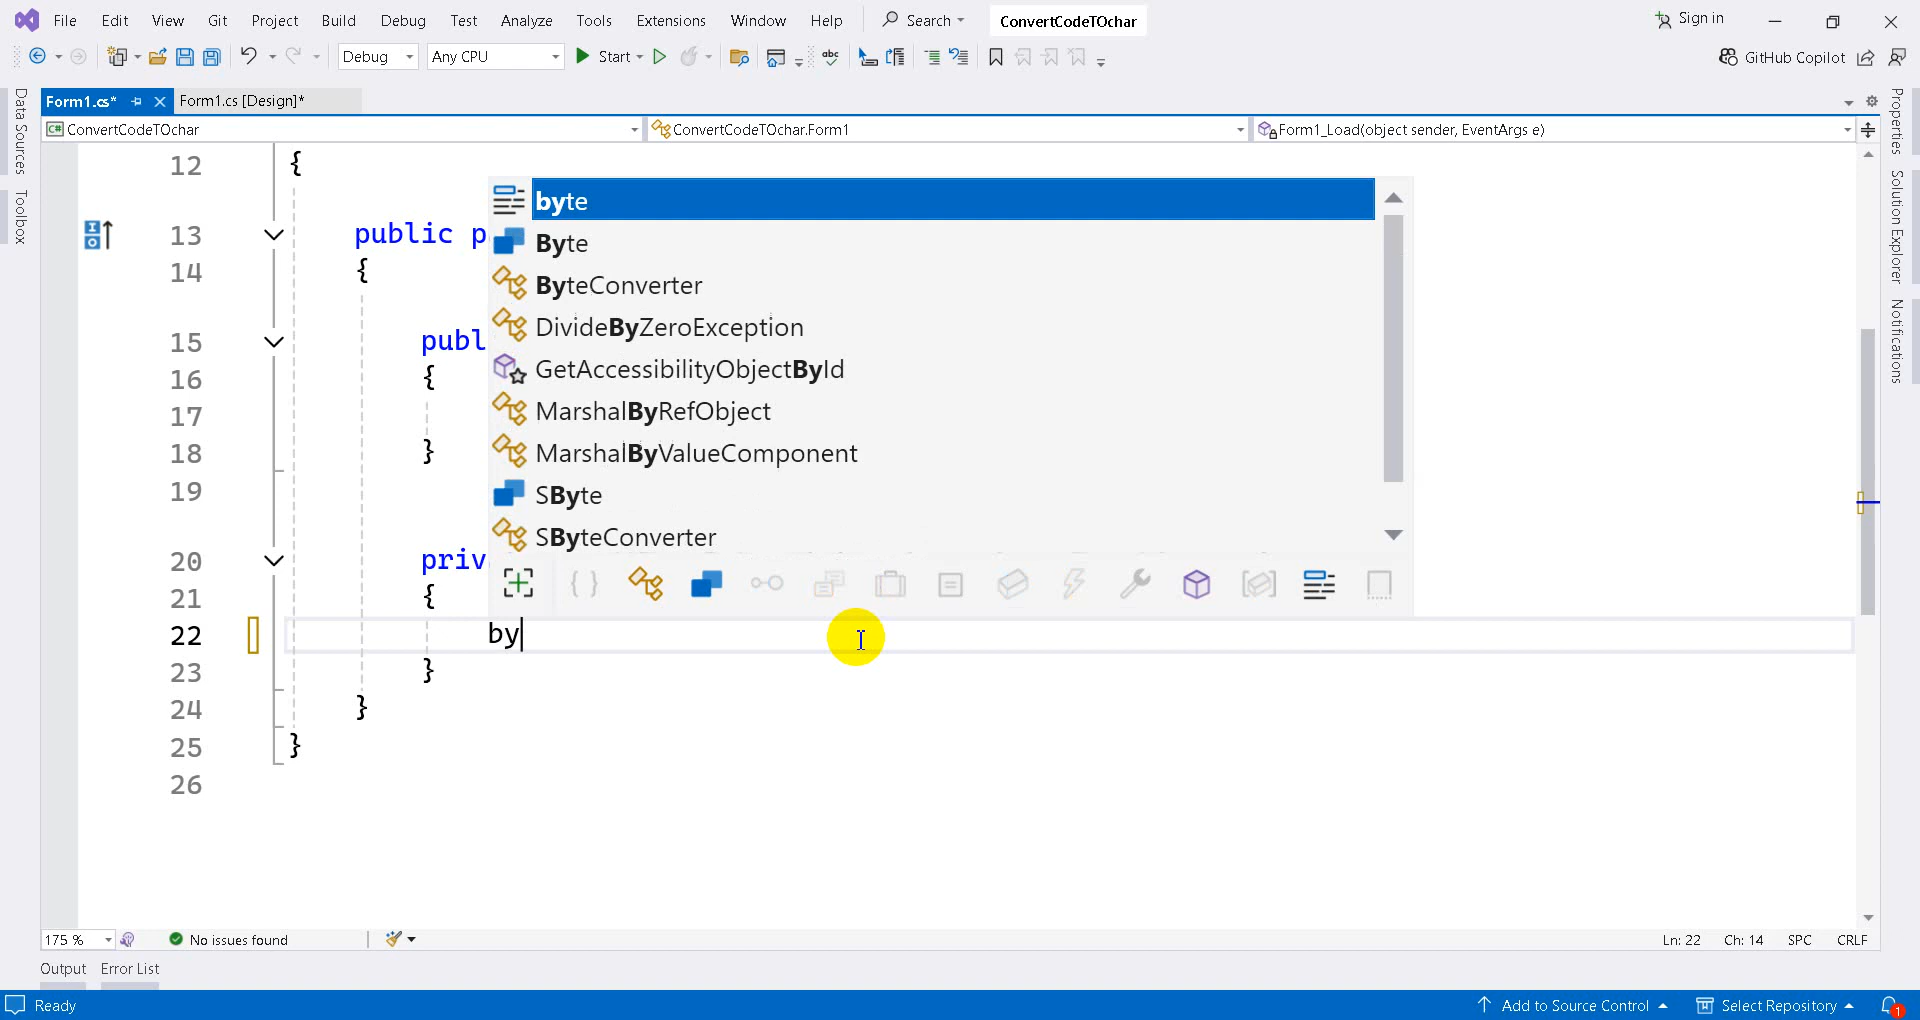 File Edit View Git Project Build Debug Test Analyze Tools Extensions Window Help Search ConvertCodeTOchar Sign in
Debug Any CPU Start abc GitHub Copilot
Form1.cs* Form1.cs [Design]*
C# ConvertCodeTOchar ConvertCodeTOchar.Form1 Form1_Load(object sender, EventArgs e)
Data Sources
Toolbox
Properties
Solution Explorer
Notifications
12 {
13 public p
14 {
15 publ
16 {
17
18 }
19
20 priv
21 {
22 by
23 }
24 }
25 }
26
byte
Byte
ByteConverter
DivideByZeroException
GetAccessibilityObjectById
MarshalByRefObject
MarshalByValueComponent
SByte
SByteConverter
175 % No issues found Ln: 22 Ch: 14 SPC CRLF
Output Error List
Ready Add to Source Control Select Repository 1